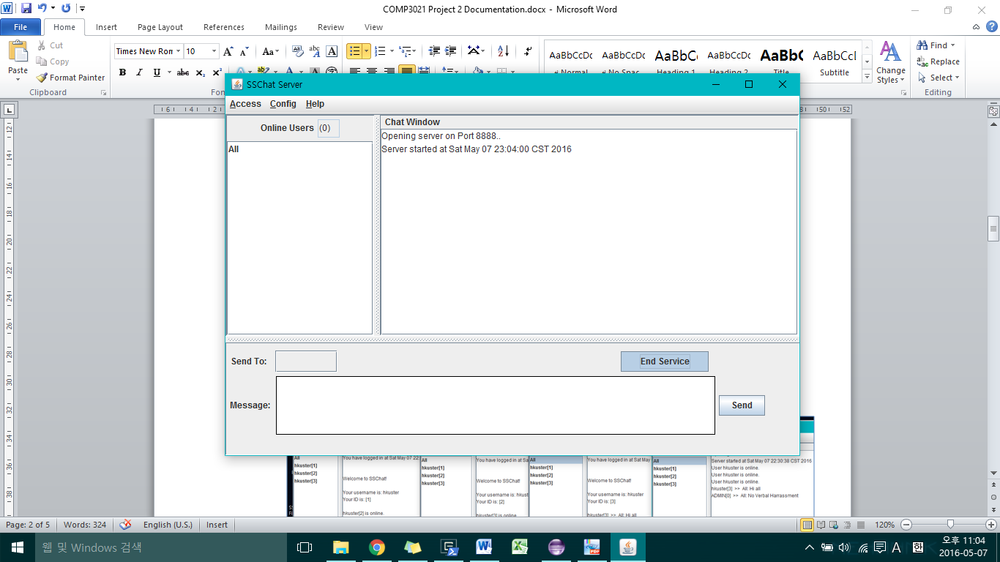 COMP3021 Project 2 Documentation.docx - Microsoft Word
File Home Insert Page Layout References Mailings Review View
Paste
Cut
Copy
Format Painter
Clipboard
Times New Ron 10
AaBbCcDc AaBbCcDc AaBbC AaBbCcDc AaBbC AaBbCcl
Normal No Spac Heading 1 Heading 2 Title Subtitle
Change Styles
Find
Replace
Select
Editing
SSChat Server
Access Config Help
Online Users (0)
All
Chat Window
Opening server on Port 8888..
Server started at Sat May 07 23:04:00 CST 2016
Send To:
End Service
Message:
Send
All
hkuster[1]
hkuster[2]
hkuster[3]
You have logged in at Sat May 07 22:
Welcome to SSChat!
Your username is: hkuster
Your ID is: [1]
hkuster[2] is online.
All
hkuster[1]
hkuster[2]
hkuster[3]
You have logged in at Sa
Welcome to SSChat!
Your username is: hkust
Your ID is: [2]
hkuster[3] is online.
All
hkuster[1]
hkuster[2]
hkuster[3]
You have logged in at Sat May
Welcome to SSChat!
Your username is: hkuster
Your ID is: [3]
hkuster[3] >> All: Hi all
All
hkuster[1]
hkuster[2]
hkuster[3]
Server started at Sat May 07 22:30:38 CST 2016
User hkuster is online.
User hkuster is online.
User hkuster is online.
hkuster[3] >> All: Hi all
ADMIN[0] >> All: No Verbal Harrassment
Page: 2 of 5 Words: 324 English (U.S.) Insert 120%
웹 및 Windows 검색
A 한 오후 11:04
2016-05-07